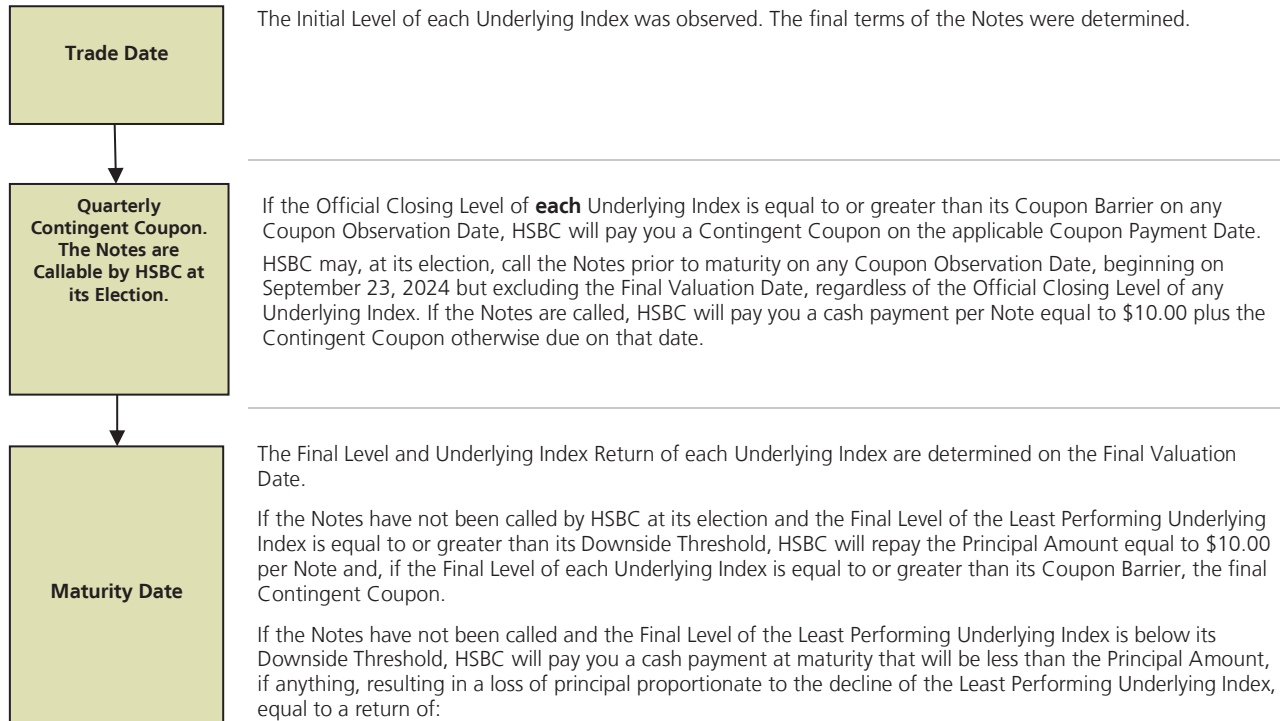 Trade Date
The Initial Level of each Underlying Index was observed. The final terms of the Notes were determined.
Quarterly
Contingent Coupon.
The Notes are
Callable by HSBC at
its Election.
If the Official Closing Level of each Underlying Index is equal to or greater than its Coupon Barrier on any
Coupon Observation Date, HSBC will pay you a Contingent Coupon on the applicable Coupon Payment Date.
HSBC may, at its election, call the Notes prior to maturity on any Coupon Observation Date, beginning on
September 23, 2024 but excluding the Final Valuation Date, regardless of the Official Closing Level of any
Underlying Index. If the Notes are called, HSBC will pay you a cash payment per Note equal to $10.00 plus the
Contingent Coupon otherwise due on that date.
Maturity Date
The Final Level and Underlying Index Return of each Underlying Index are determined on the Final Valuation
Date.
If the Notes have not been called by HSBC at its election and the Final Level of the Least Performing Underlying
Index is equal to or greater than its Downside Threshold, HSBC will repay the Principal Amount equal to $10.00
per Note and, if the Final Level of each Underlying Index is equal to or greater than its Coupon Barrier, the final
Contingent Coupon.
If the Notes have not been called and the Final Level of the Least Performing Underlying Index is below its
Downside Threshold, HSBC will pay you a cash payment at maturity that will be less than the Principal Amount,
if anything, resulting in a loss of principal proportionate to the decline of the Least Performing Underlying Index,
equal to a return of: